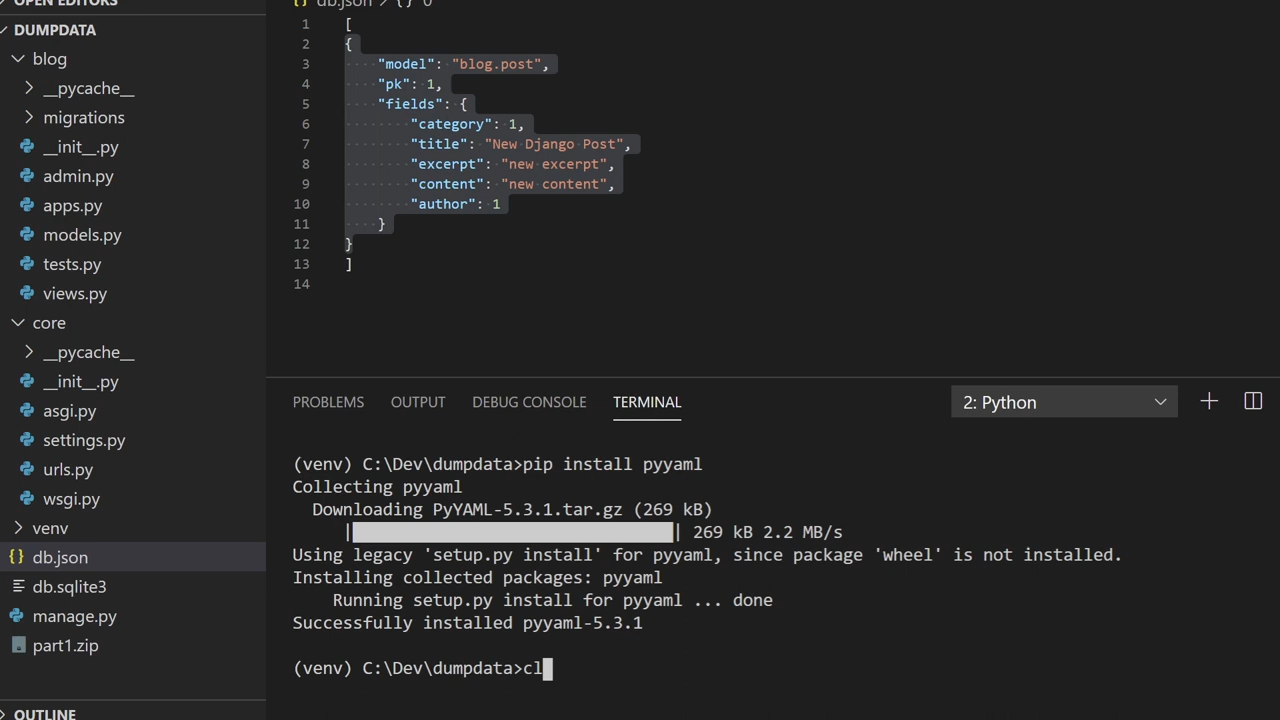 OPEN EDITORS
DUMPDATA
blog
__pycache__
migrations
__init__.py
admin.py
apps.py
models.py
tests.py
views.py
core
__pycache__
__init__.py
asgi.py
settings.py
urls.py
wsgi.py
venv
{} db.json
db.sqlite3
manage.py
part1.zip
OUTLINE
{} db.json > {} 0
1 [
2 {
3 "model": "blog.post",
4 "pk": 1,
5 "fields": {
6 "category": 1,
7 "title": "New Django Post",
8 "excerpt": "new excerpt",
9 "content": "new content",
10 "author": 1
11 }
12 }
13 ]
14
PROBLEMS OUTPUT DEBUG CONSOLE TERMINAL 2: Python
(venv) C:\Dev\dumpdata>pip install pyyaml
Collecting pyyaml
Downloading PyYAML-5.3.1.tar.gz (269 kB)
| | 269 kB 2.2 MB/s
Using legacy 'setup.py install' for pyyaml, since package 'wheel' is not installed.
Installing collected packages: pyyaml
Running setup.py install for pyyaml ... done
Successfully installed pyyaml-5.3.1
(venv) C:\Dev\dumpdata>cl